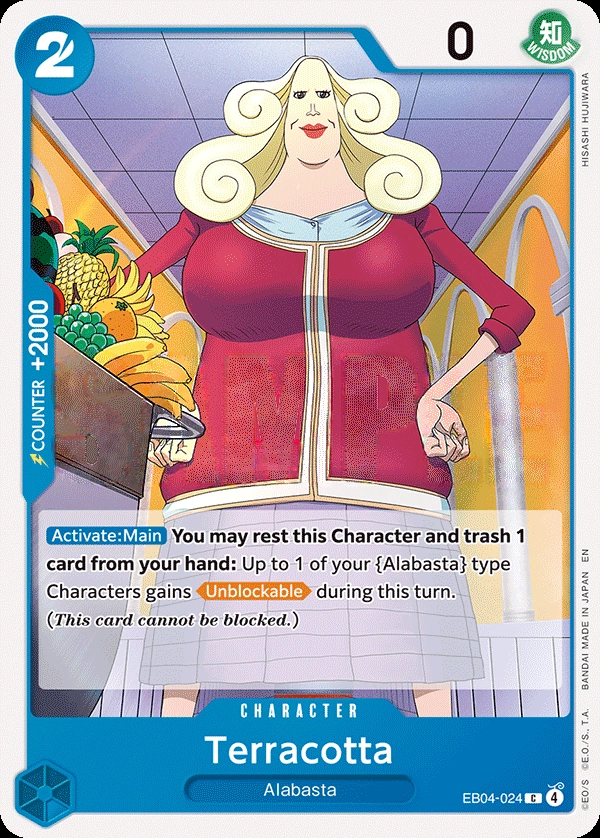 2
0
知
WISDOM
HISASHI HUJIWARA
COUNTER +2000
SAMPLE
Activate:Main You may rest this Character and trash 1
card from your hand: Up to 1 of your {Alabasta} type
Characters gains Unblockable during this turn.
(This card cannot be blocked.)
BANDAI MADE IN JAPAN EN
©EO/S ©E.O./S., T.A.
CHARACTER
Terracotta
Alabasta
EB04-024 C 4